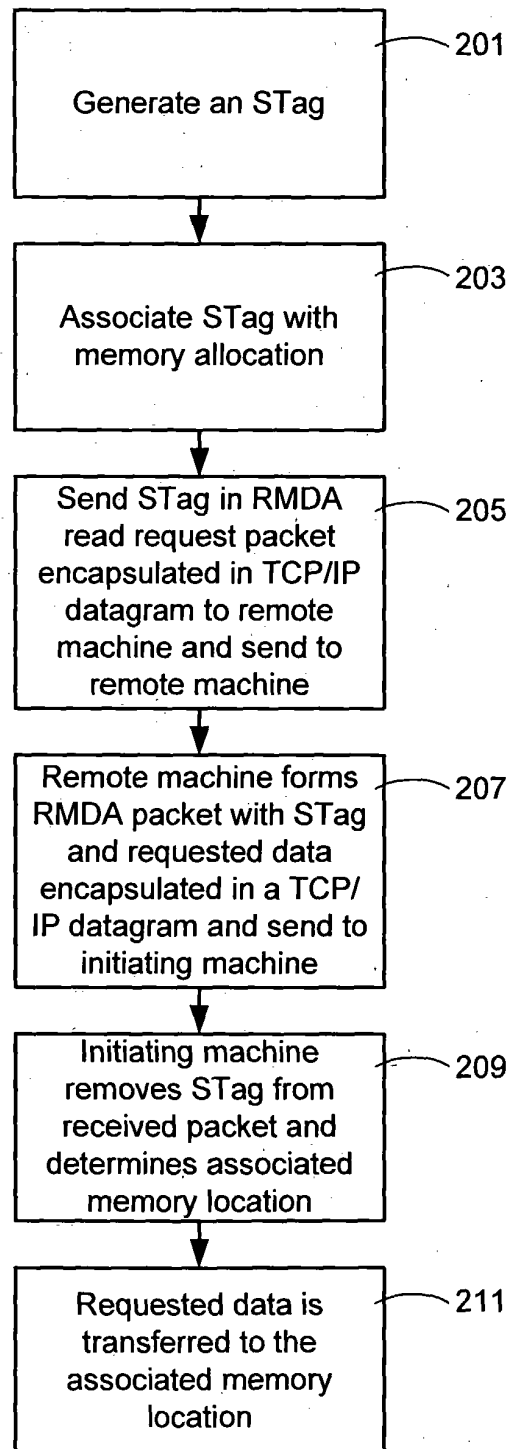 201
Generate an STag
203
Associate STag with
memory allocation
205
Send STag in RMDA
read request packet
encapsulated in TCP/IP
datagram to remote
machine and send to
remote machine
207
Remote machine forms
RMDA packet with STag
and requested data
encapsulated in a TCP/
IP datagram and send to
initiating machine
209
Initiating machine
removes STag from
received packet and
determines associated
memory location
211
Requested data is
transferred to the
associated memory
location